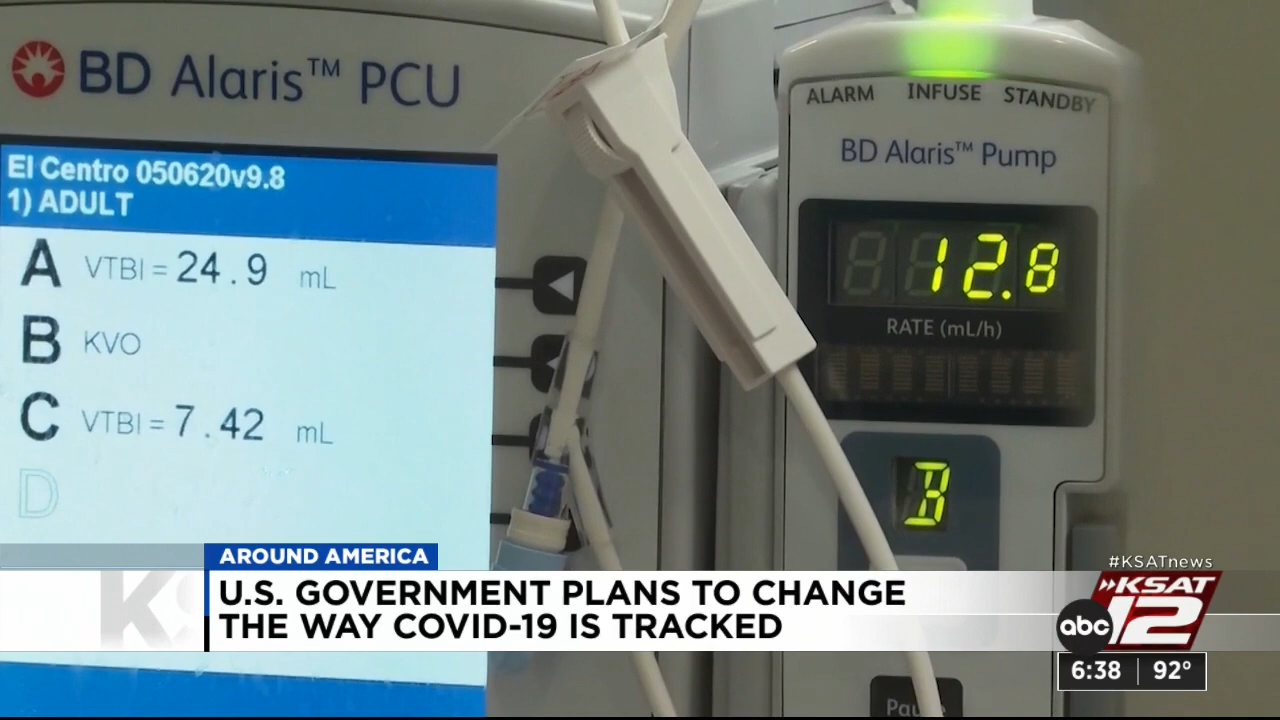 BD Alaris™ PCU
El Centro 050620v9.8
1) ADULT
A VTBI = 24.9 mL
B KVO
C VTBI = 7.42 mL
D
ALARM INFUSE STANDBY
BD Alaris™ Pump
12.8
RATE (mL/h)
B
AROUND AMERICA
U.S. GOVERNMENT PLANS TO CHANGE
THE WAY COVID-19 IS TRACKED
#KSATnews
KSAT
abc 12
6:38 92°